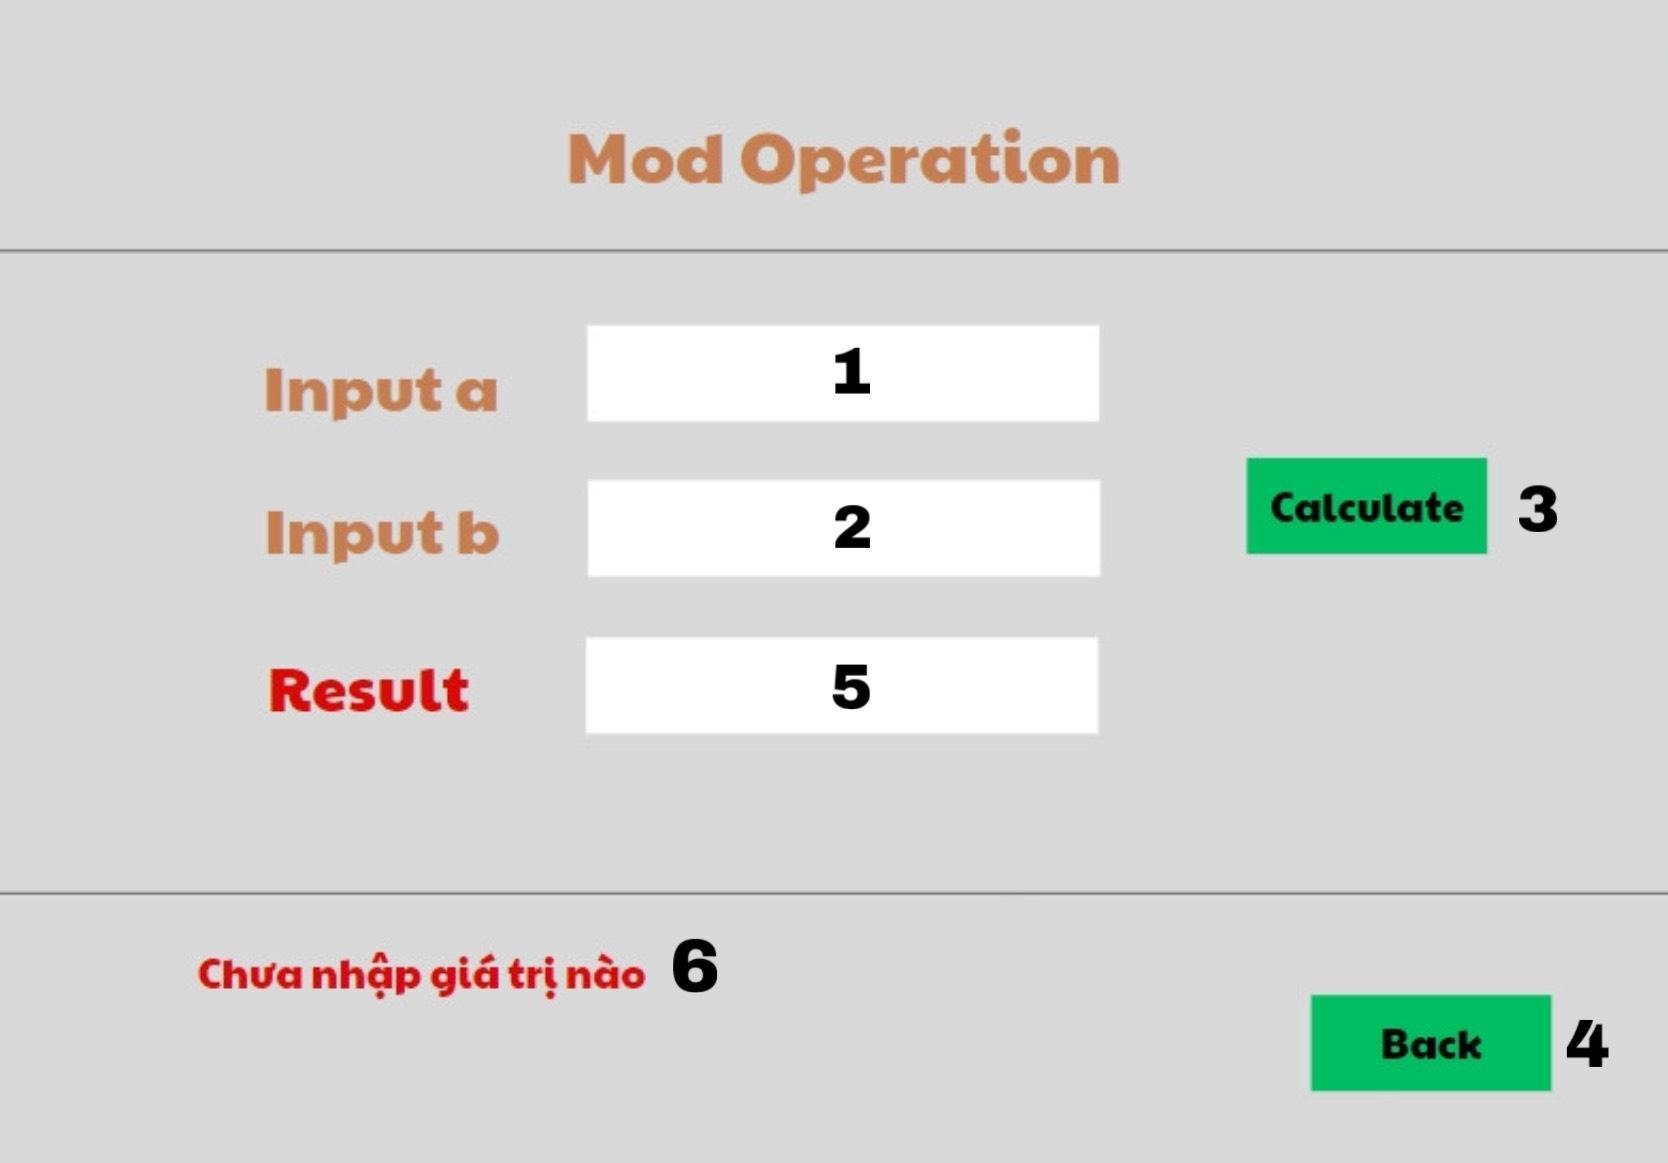 Mod Operation
Input a 1
Input b 2
Calculate 3
Result 5
Chưa nhập giá trị nào 6
Back 4